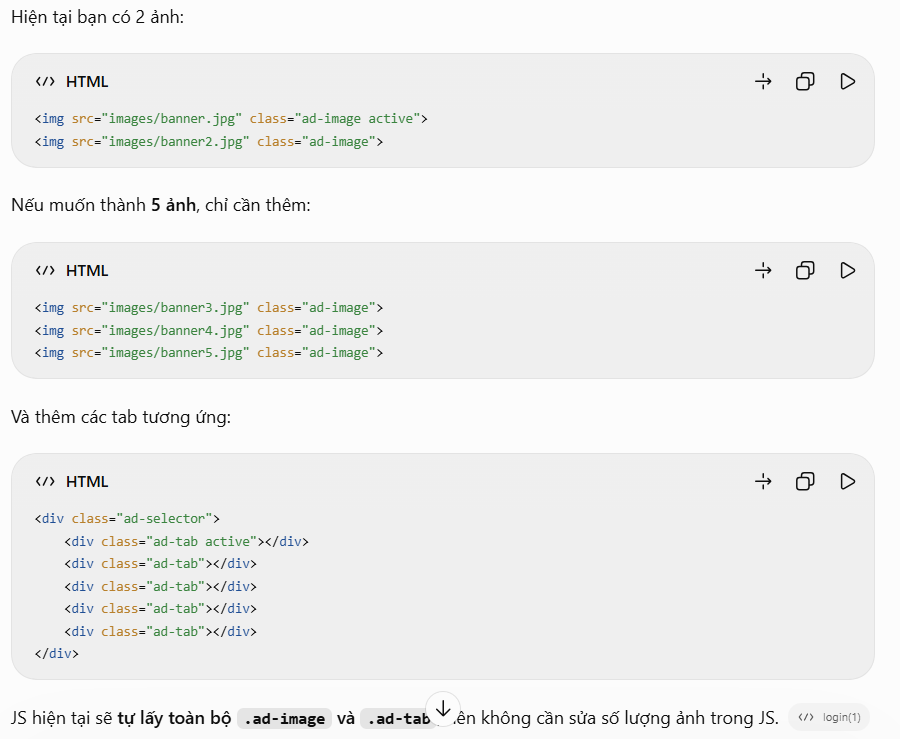 Hiện tại bạn có 2 ảnh:
HTML
<img src="images/banner.jpg" class="ad-image active">
<img src="images/banner2.jpg" class="ad-image">
Nếu muốn thành 5 ảnh, chỉ cần thêm:
HTML
<img src="images/banner3.jpg" class="ad-image">
<img src="images/banner4.jpg" class="ad-image">
<img src="images/banner5.jpg" class="ad-image">
Và thêm các tab tương ứng:
HTML
<div class="ad-selector">
    <div class="ad-tab active"></div>
    <div class="ad-tab"></div>
    <div class="ad-tab"></div>
    <div class="ad-tab"></div>
    <div class="ad-tab"></div>
</div>
JS hiện tại sẽ tự lấy toàn bộ .ad-image và .ad-tab không cần sửa số lượng ảnh trong JS. login(1)